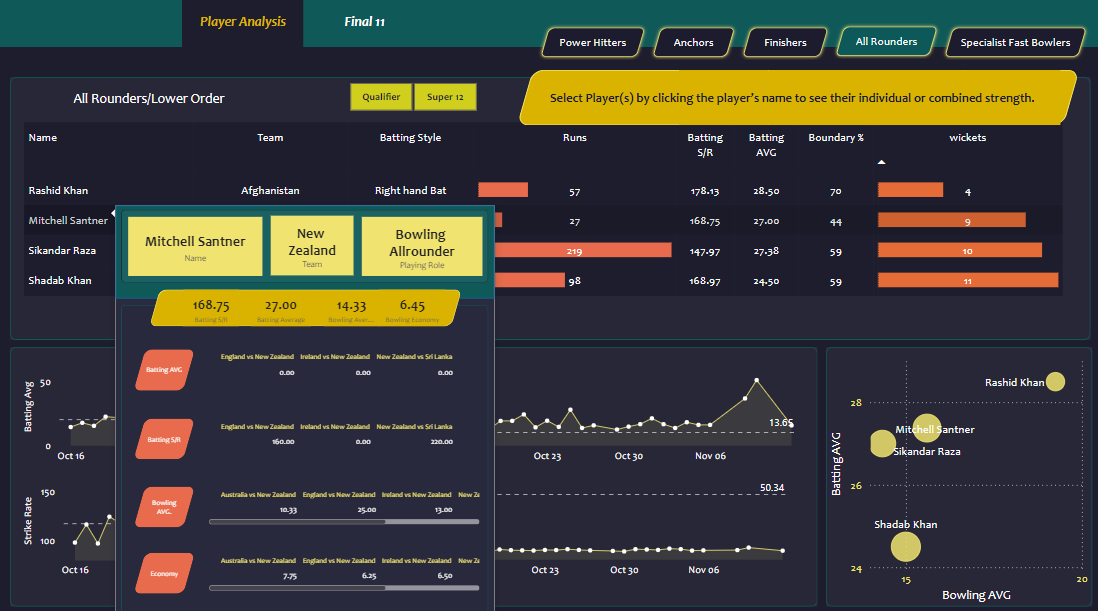 Player Analysis
Final 11
Power Hitters
Anchors
Finishers
All Rounders
Specialist Fast Bowlers
All Rounders/Lower Order
Qualifier
Super 12
Select Player(s) by clicking the player's name to see their individual or combined strength.
Name Team Batting Style Runs Batting S/R Batting AVG Boundary % wickets
Rashid Khan Afghanistan Right hand Bat 57 178.13 28.50 70 4
Mitchell Santner 27 168.75 27.00 44 9
Sikandar Raza 219 147.97 27.38 59 10
Shadab Khan 98 168.97 24.50 59 11
Mitchell Santner
Name
New
Zealand
Team
Bowling
Allrounder
Playing Role
168.75 27.00 14.33 6.45
Batting S/R Batting Average Bowling Aver... Bowling Economy
Batting AVG
England vs New Zealand Ireland vs New Zealand New Zealand vs Sri Lanka
0.00 0.00 0.00
Batting S/R
England vs New Zealand Ireland vs New Zealand New Zealand vs Sri Lanka
160.00 0.00 220.00
Bowling
AVG.
Australia vs New Zealand England vs New Zealand Ireland vs New Zealand New Ze
10.33 25.00 13.00
Economy
Australia vs New Zealand England vs New Zealand Ireland vs New Zealand New Ze
7.75 6.25 6.50
Batting Avg
50
0
13.65
Oct 16
Oct 23
Oct 30
Nov 06
Strike Rate
150
100
50.34
Oct 16
Oct 23
Oct 30
Nov 06
Batting AVG
28
26
24
Rashid Khan
Mitchell Santner
Sikandar Raza
Shadab Khan
15
20
Bowling AVG